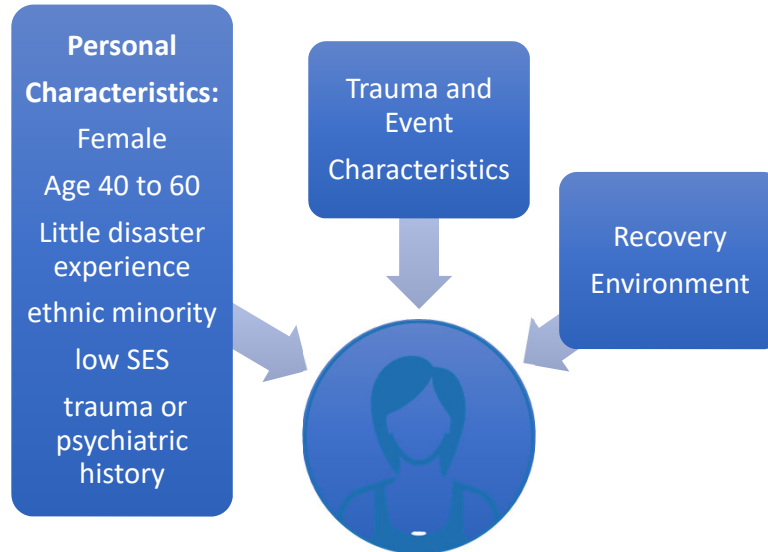 Personal
Characteristics:
Female
Age 40 to 60
Little disaster
experience
ethnic minority
low SES
trauma or
psychiatric
history
Trauma and
Event
Characteristics
Recovery
Environment